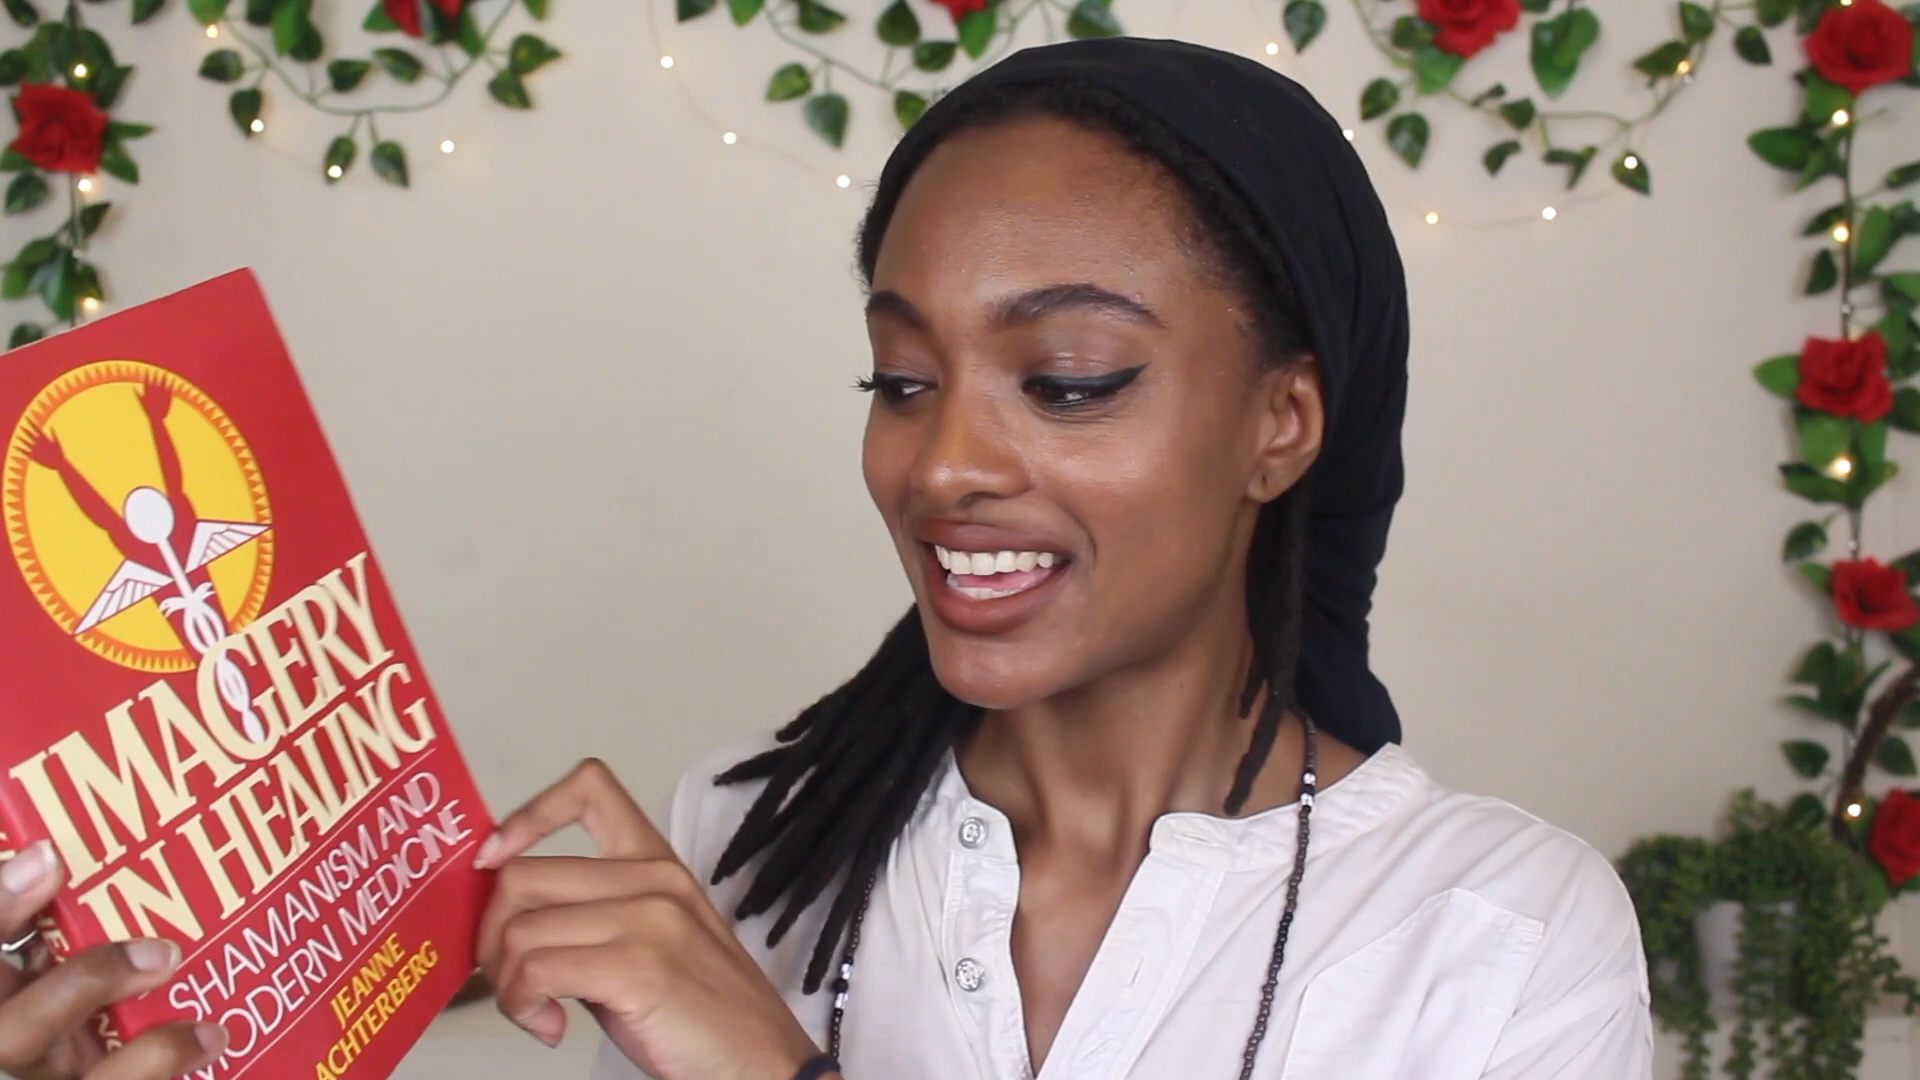 IMAGERY
IN HEALING
SHAMANISM AND
MODERN MEDICINE
JEANNE
ACHTERBERG